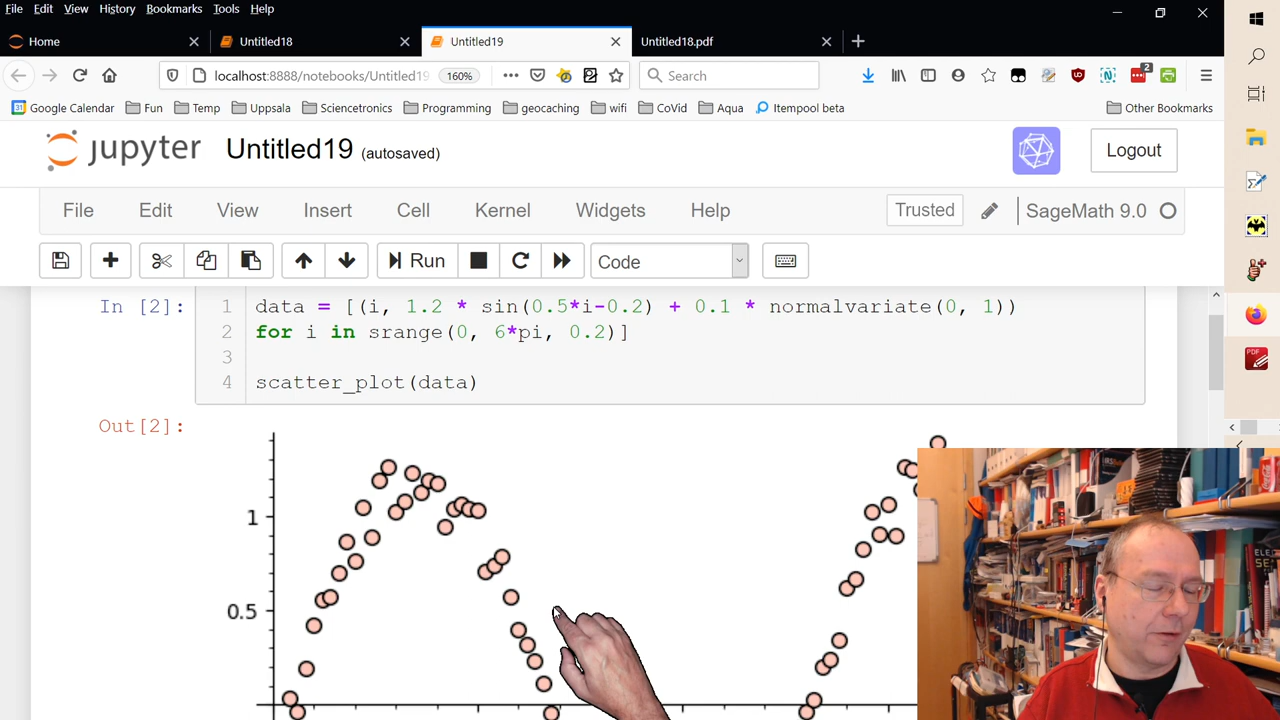 File Edit View History Bookmarks Tools Help
Home Untitled18 Untitled19 Untitled18.pdf
localhost:8888/notebooks/Untitled19 160% Search 2
31 Google Calendar Fun Temp Uppsala Sciencetronics Programming geocaching wifi CoVid Aqua Itempool beta Other Bookmarks
jupyter Untitled19 (autosaved) Logout
File Edit View Insert Cell Kernel Widgets Help Trusted SageMath 9.0
Run Code
PDF
In [2]: 1 data = [(i, 1.2 * sin(0.5*i-0.2) + 0.1 * normalvariate(0, 1))
2 for i in srange(0, 6*pi, 0.2)]
3
4 scatter_plot(data)
Out[2]:
1
0.5